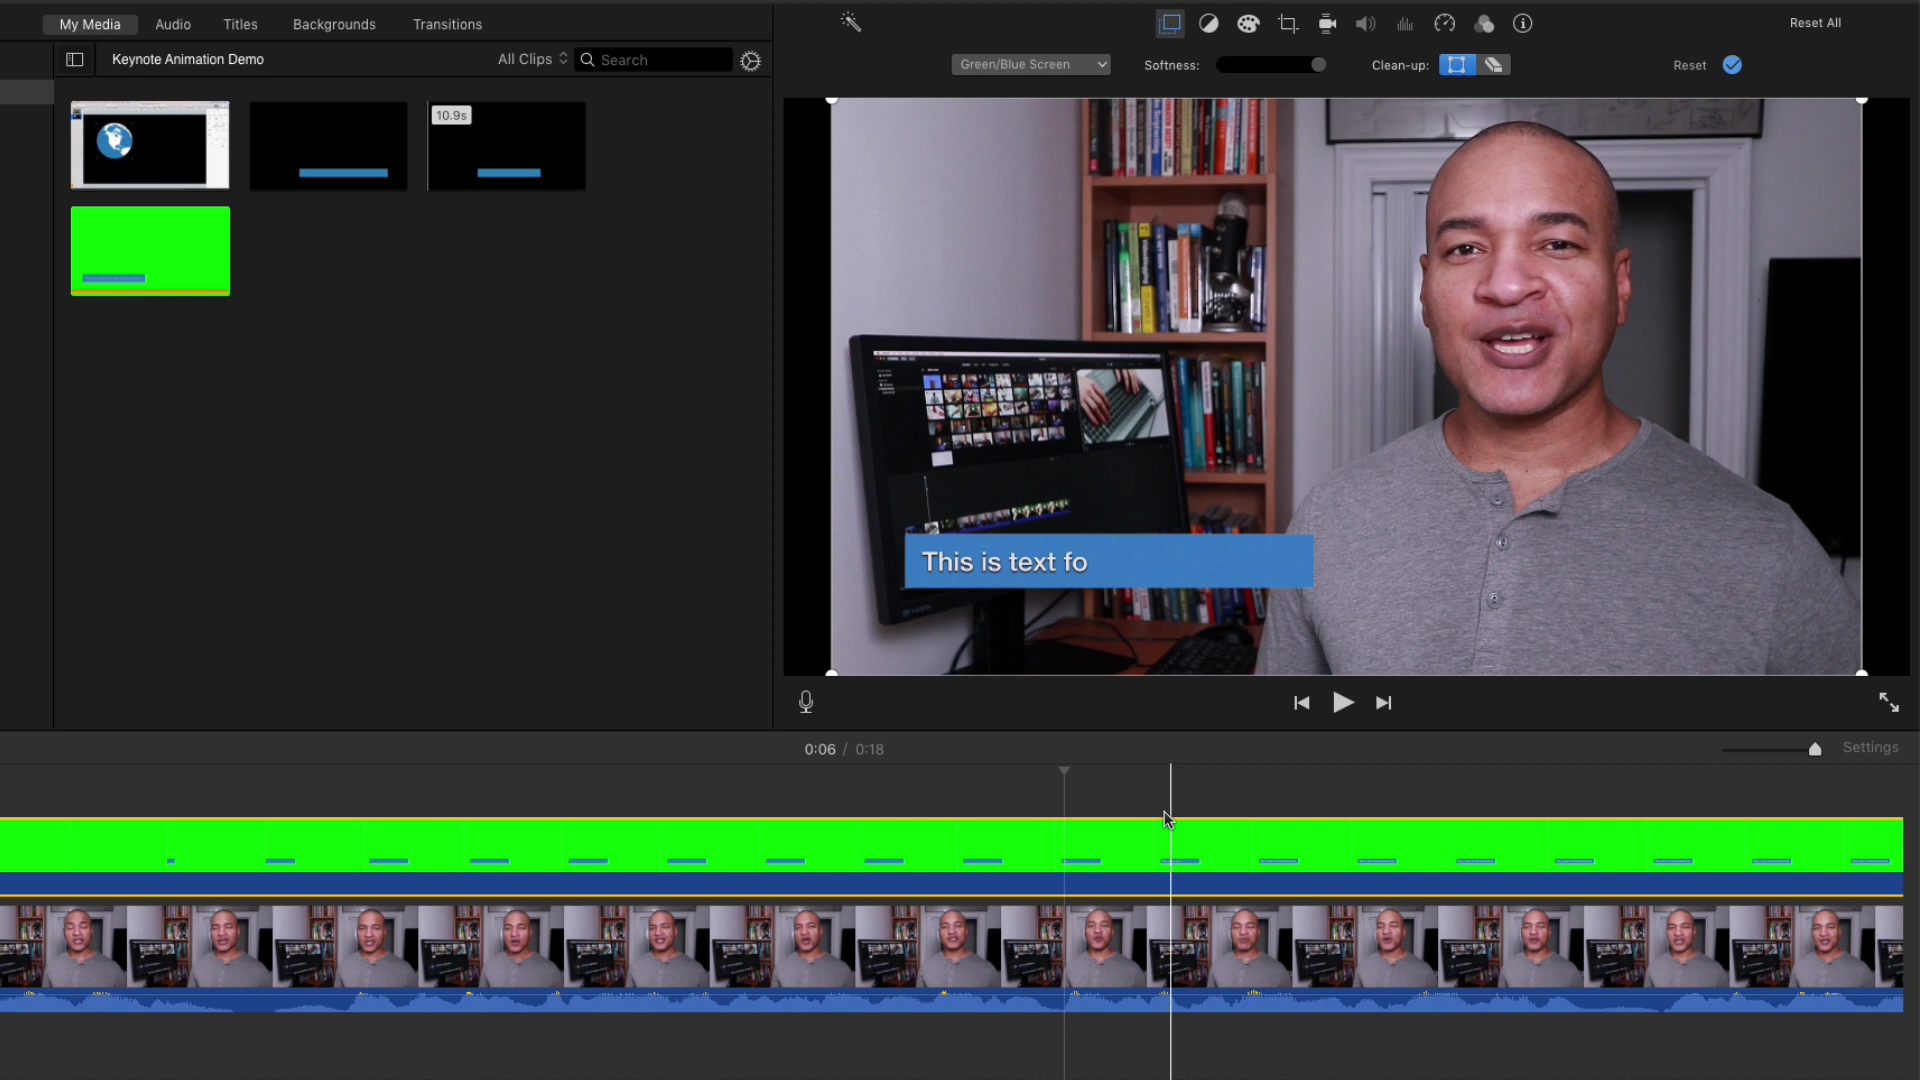 My Media Audio Titles Backgrounds Transitions
Reset All
Keynote Animation Demo All Clips Search
Green/Blue Screen Softness: Clean-up: Reset
10.9s
This is text fo
0:06 / 0:18 Settings